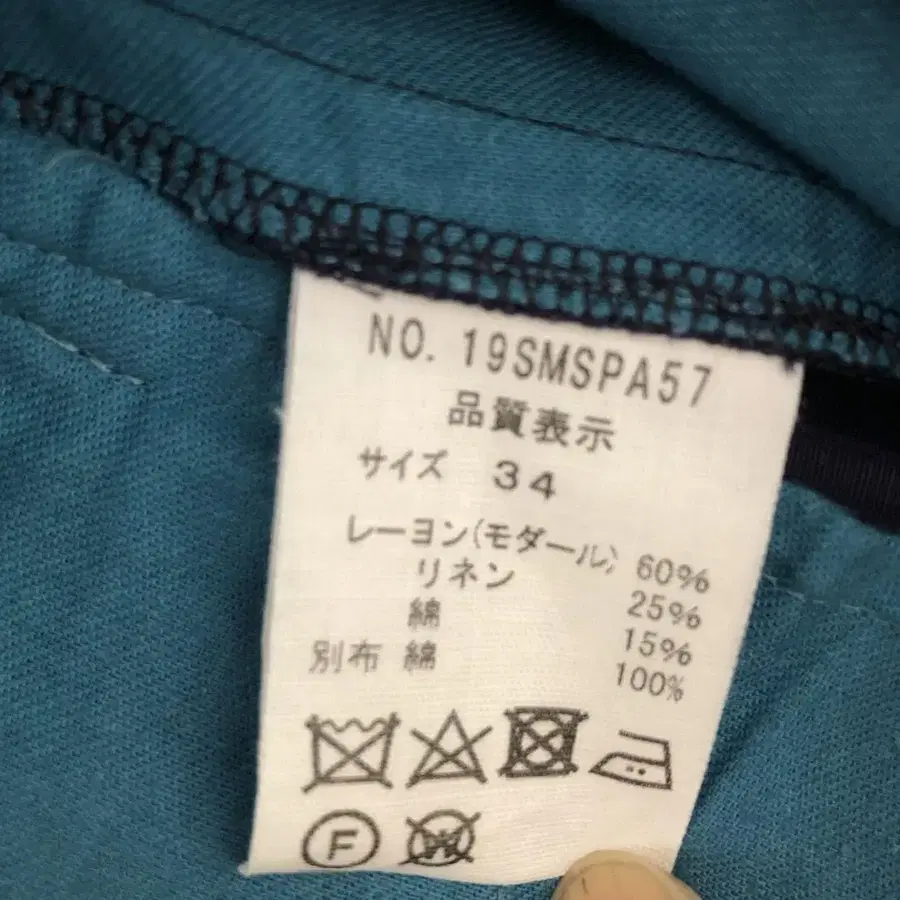 NO. 19SMSPA57
品質表示
サイズ 34
レーヨン(モダール) 60%
リネン 25%
綿 15%
別布 綿 100%
F W